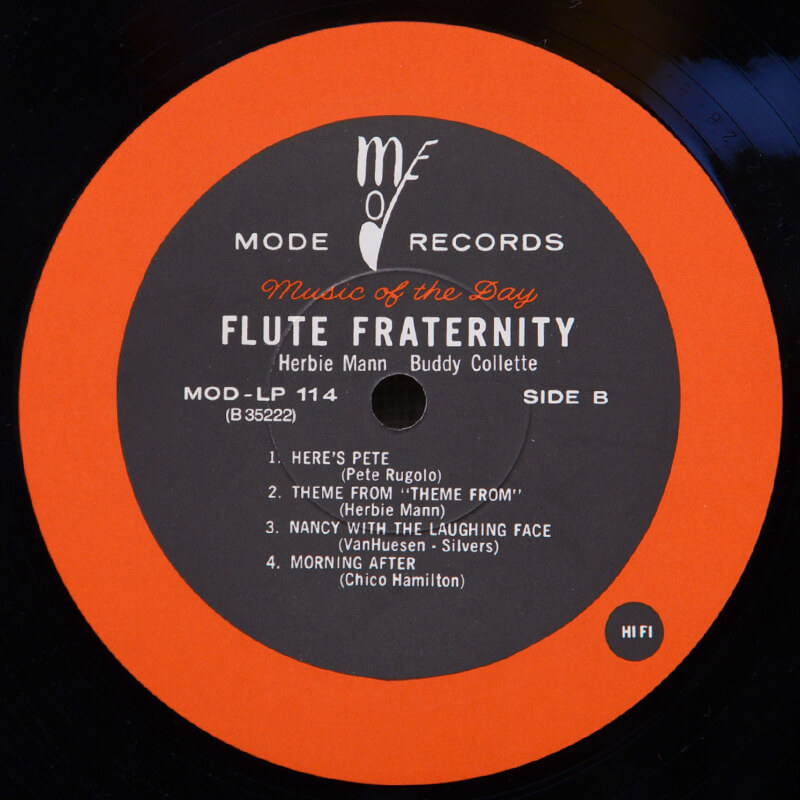 MODE
MODE RECORDS
Music of the Day
FLUTE FRATERNITY
Herbie Mann Buddy Collette
MOD-LP 114 SIDE B
(B 35222)
1. HERE'S PETE
(Pete Rugolo)
2. THEME FROM "THEME FROM"
(Herbie Mann)
3. NANCY WITH THE LAUGHING FACE
(VanHuesen - Silvers)
4. MORNING AFTER
(Chico Hamilton)
HI FI